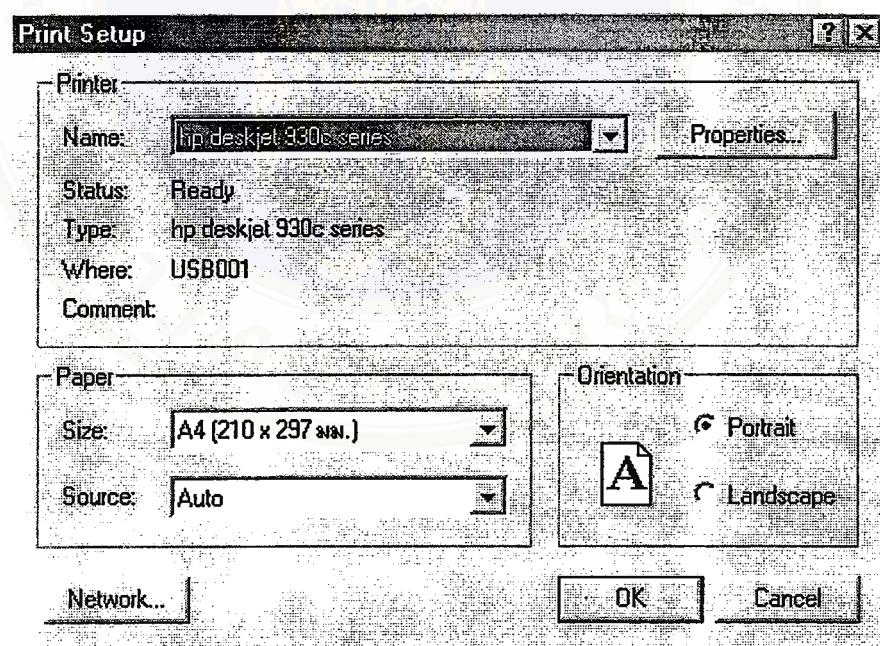 Print Setup
Printer
Name: hp deskjet 930c series Properties...
Status: Ready
Type: hp deskjet 930c series
Where: USB001
Comment:
Paper
Size: A4 (210 x 297 มม.)
Source: Auto
Orientation
A
Portrait
Landscape
Network... OK Cancel